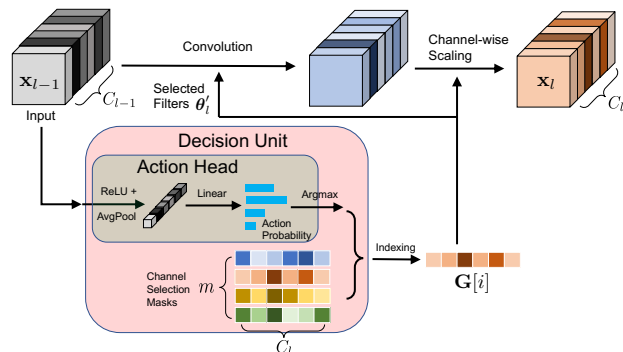 Convolution
Channel-wise
Scaling
x_{l-1}
C_{l-1}
Input
Selected
Filters θ'_l
x_l
C_l
Decision Unit
Action Head
ReLU +
AvgPool
Linear
Argmax
Action
Probability
Channel
Selection
Masks
m
C_l
Indexing
G[i]